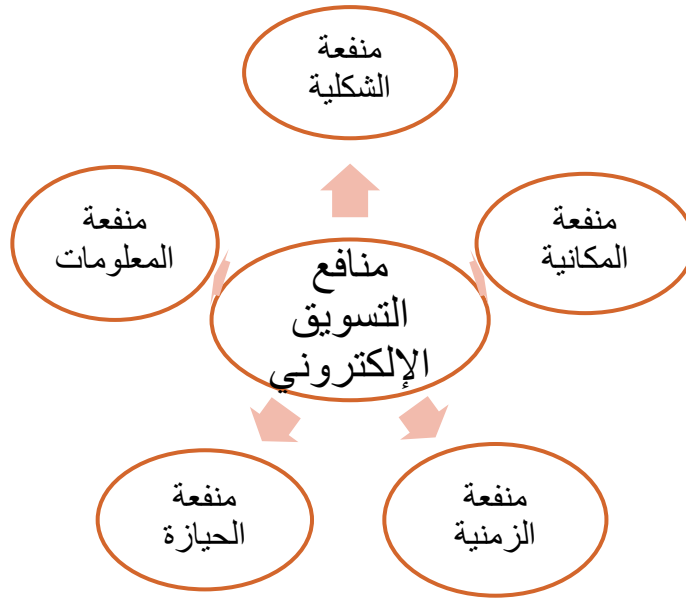 منفعة
الشكلية
منفعة
المعلومات
منفعة
المكانية
منافع
التسويق
الإلكتروني
منفعة
الحيازة
منفعة
الزمنية